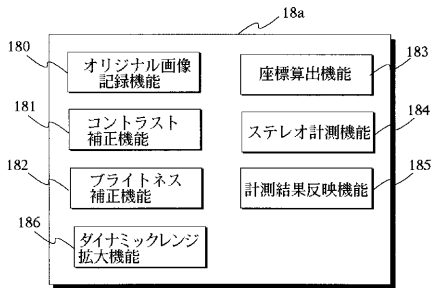 18a
180
オリジナル画像
記録機能
181
コントラスト
補正機能
182
ブライトネス
補正機能
186
ダイナミックレンジ
拡大機能
183
座標算出機能
184
ステレオ計測機能
185
計測結果反映機能